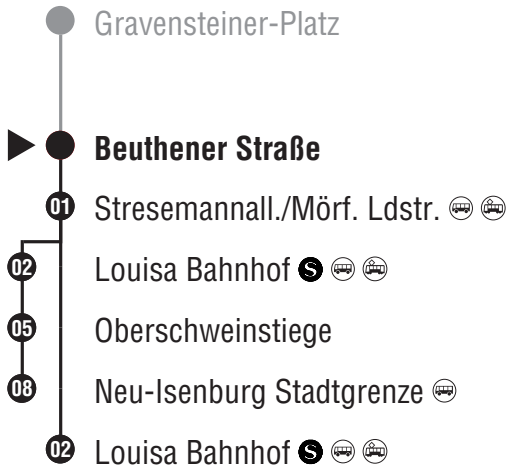 Gravensteiner-Platz
Beuthener Straße
01 Stresemannall./Mörf. Ldstr.
02 Louisa Bahnhof S
05 Oberschweinstiege
08 Neu-Isenburg Stadtgrenze
02 Louisa Bahnhof S